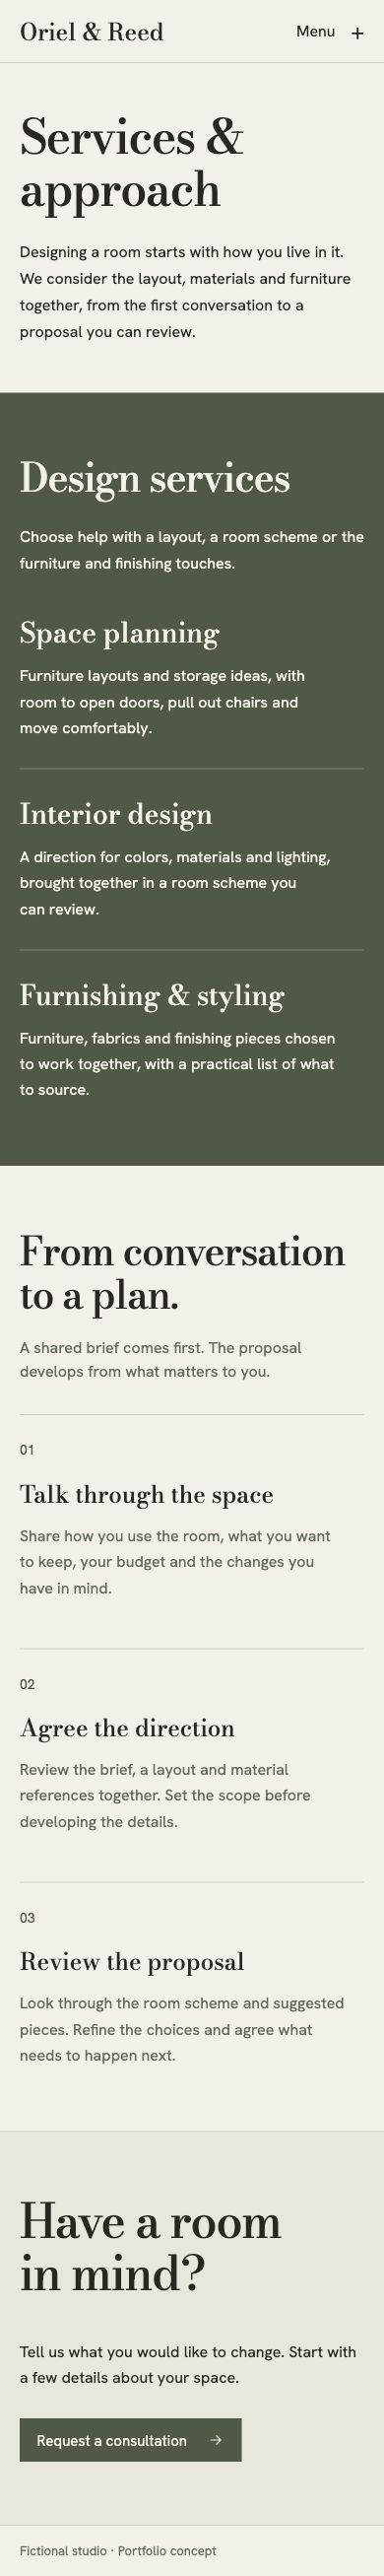 Oriel & Reed
Menu +
Services &
approach
Designing a room starts with how you live in it.
We consider the layout, materials and furniture
together, from the first conversation to a
proposal you can review.
Design services
Choose help with a layout, a room scheme or the
furniture and finishing touches.
Space planning
Furniture layouts and storage ideas, with
room to open doors, pull out chairs and
move comfortably.
Interior design
A direction for colors, materials and lighting,
brought together in a room scheme you
can review.
Furnishing & styling
Furniture, fabrics and finishing pieces chosen
to work together, with a practical list of what
to source.
From conversation
to a plan.
A shared brief comes first. The proposal
develops from what matters to you.
01
Talk through the space
Share how you use the room, what you want
to keep, your budget and the changes you
have in mind.
02
Agree the direction
Review the brief, a layout and material
references together. Set the scope before
developing the details.
03
Review the proposal
Look through the room scheme and suggested
pieces. Refine the choices and agree what
needs to happen next.
Have a room
in mind?
Tell us what you would like to change. Start with
a few details about your space.
Request a consultation →
Fictional studio · Portfolio concept